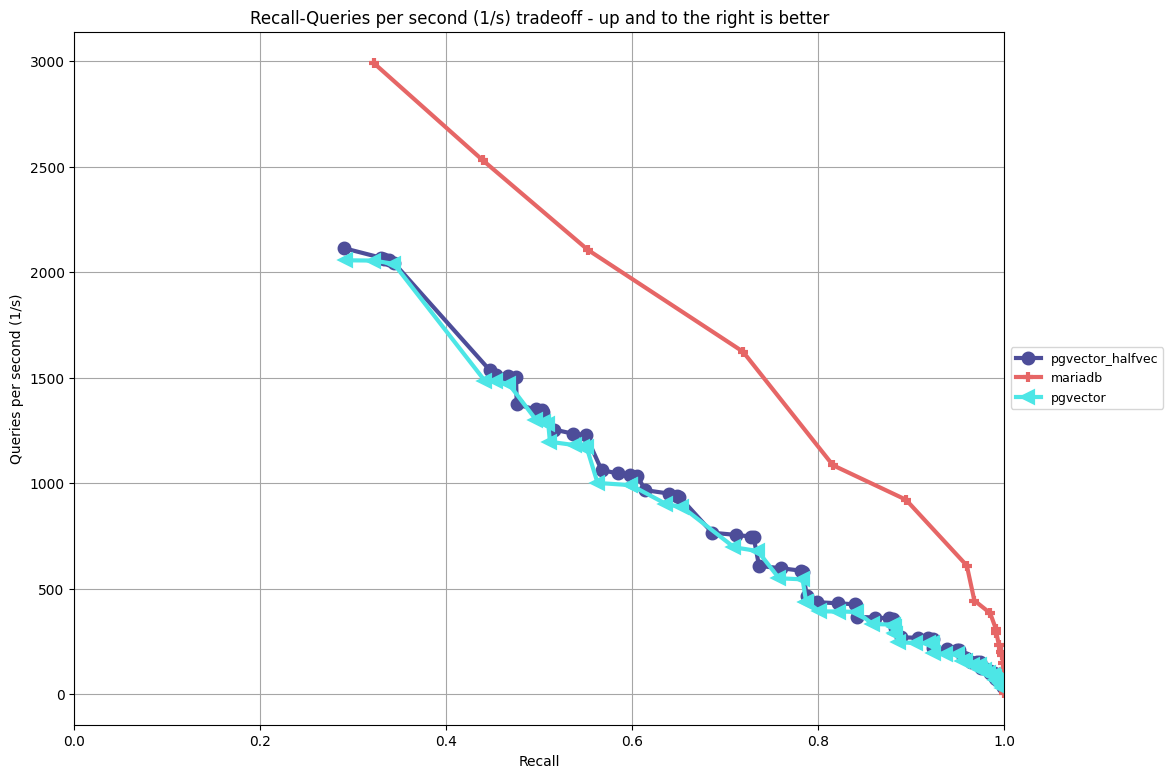 Recall-Queries per second (1/s) tradeoff - up and to the right is better
3000
2500
2000
1500
1000
500
0
Queries per second (1/s)
0.0 0.2 0.4 0.6 0.8 1.0
Recall
pgvector_halfvec
mariadb
pgvector